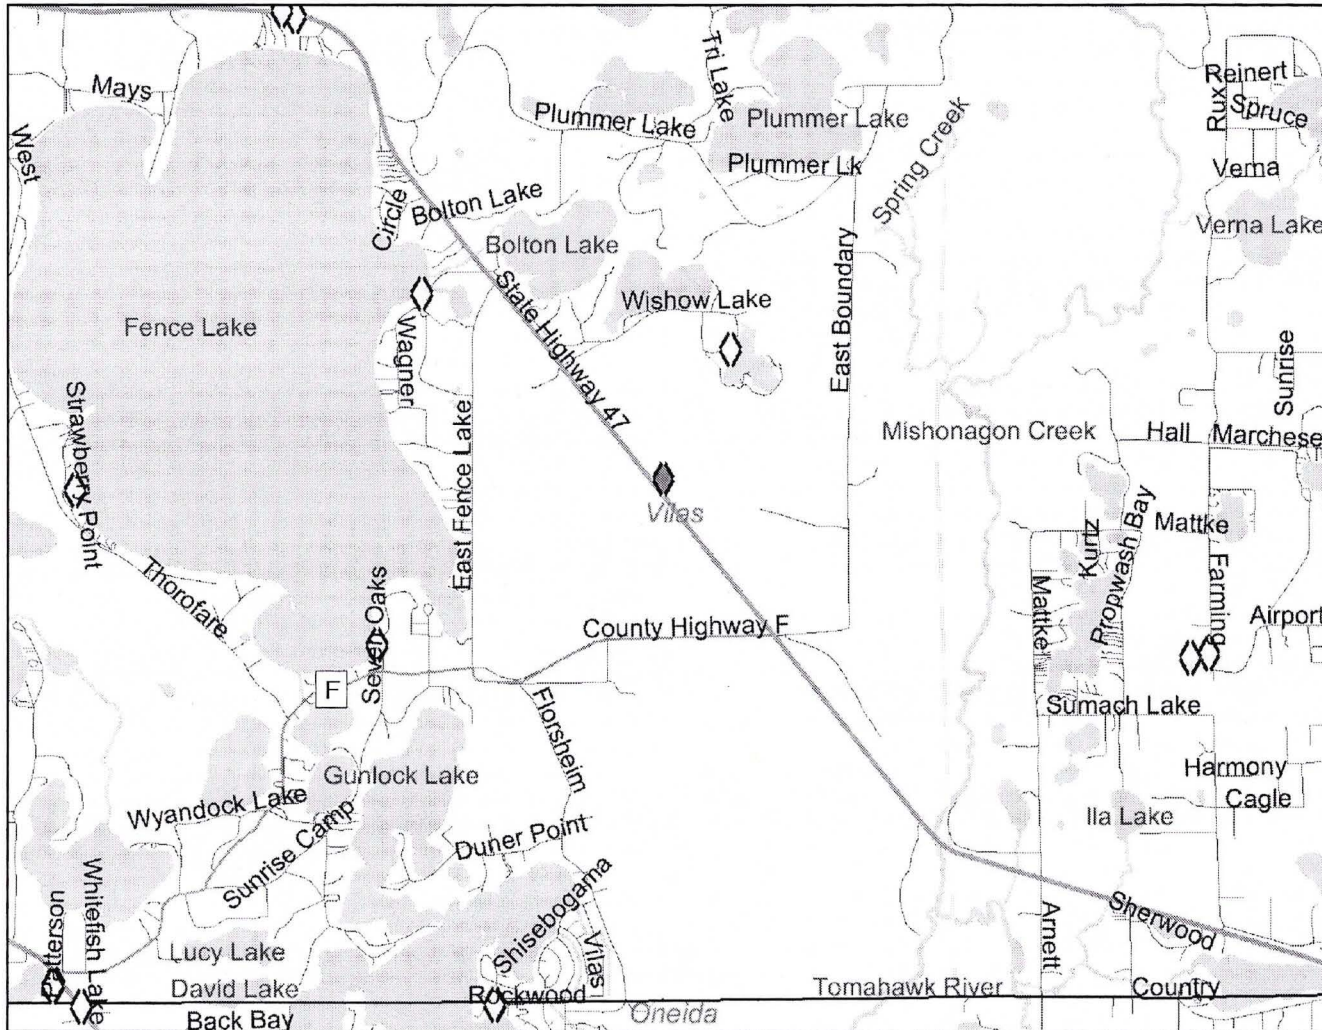 Mays
West
Tri Lake
Plummer Lake
Plummer Lake
Plummer Lk
Spring Creek
Reinert
Rux
Spruce
Verna
Verna Lake
Circle
Bolton Lake
Bolton Lake
State Highway 47
Wishow Lake
East Boundary
Fence Lake
Wagner
Strawberry Point
East Fence Lake
Sunrise
Mishonagon Creek
Hall
Marchese
Vilas
Mattke
Kurtz
Propwash Bay
Mattke
Farming
Airport
Thorofare
Seven Oaks
County Highway F
F
Florsheim
Sumach Lake
Gunlock Lake
Harmony
Cagle
Wyandock Lake
Ila Lake
Sunrise Camp
Duner Point
Patterson
Whitefish Lake
Shisebogama
Vilas
Arnett
Sherwood
Lucy Lake
David Lake
Rockwood
Tomahawk River
Country
Back Bay
Oneida